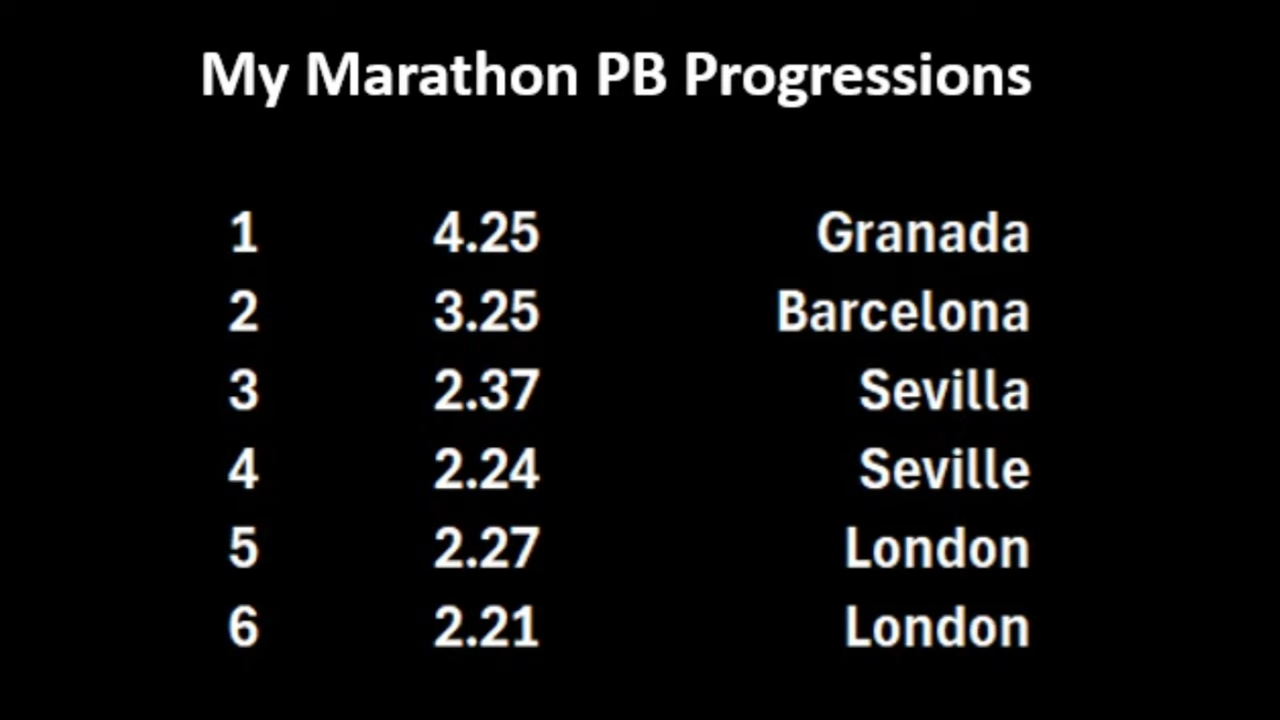 My Marathon PB Progressions
1 4.25 Granada
2 3.25 Barcelona
3 2.37 Sevilla
4 2.24 Seville
5 2.27 London
6 2.21 London